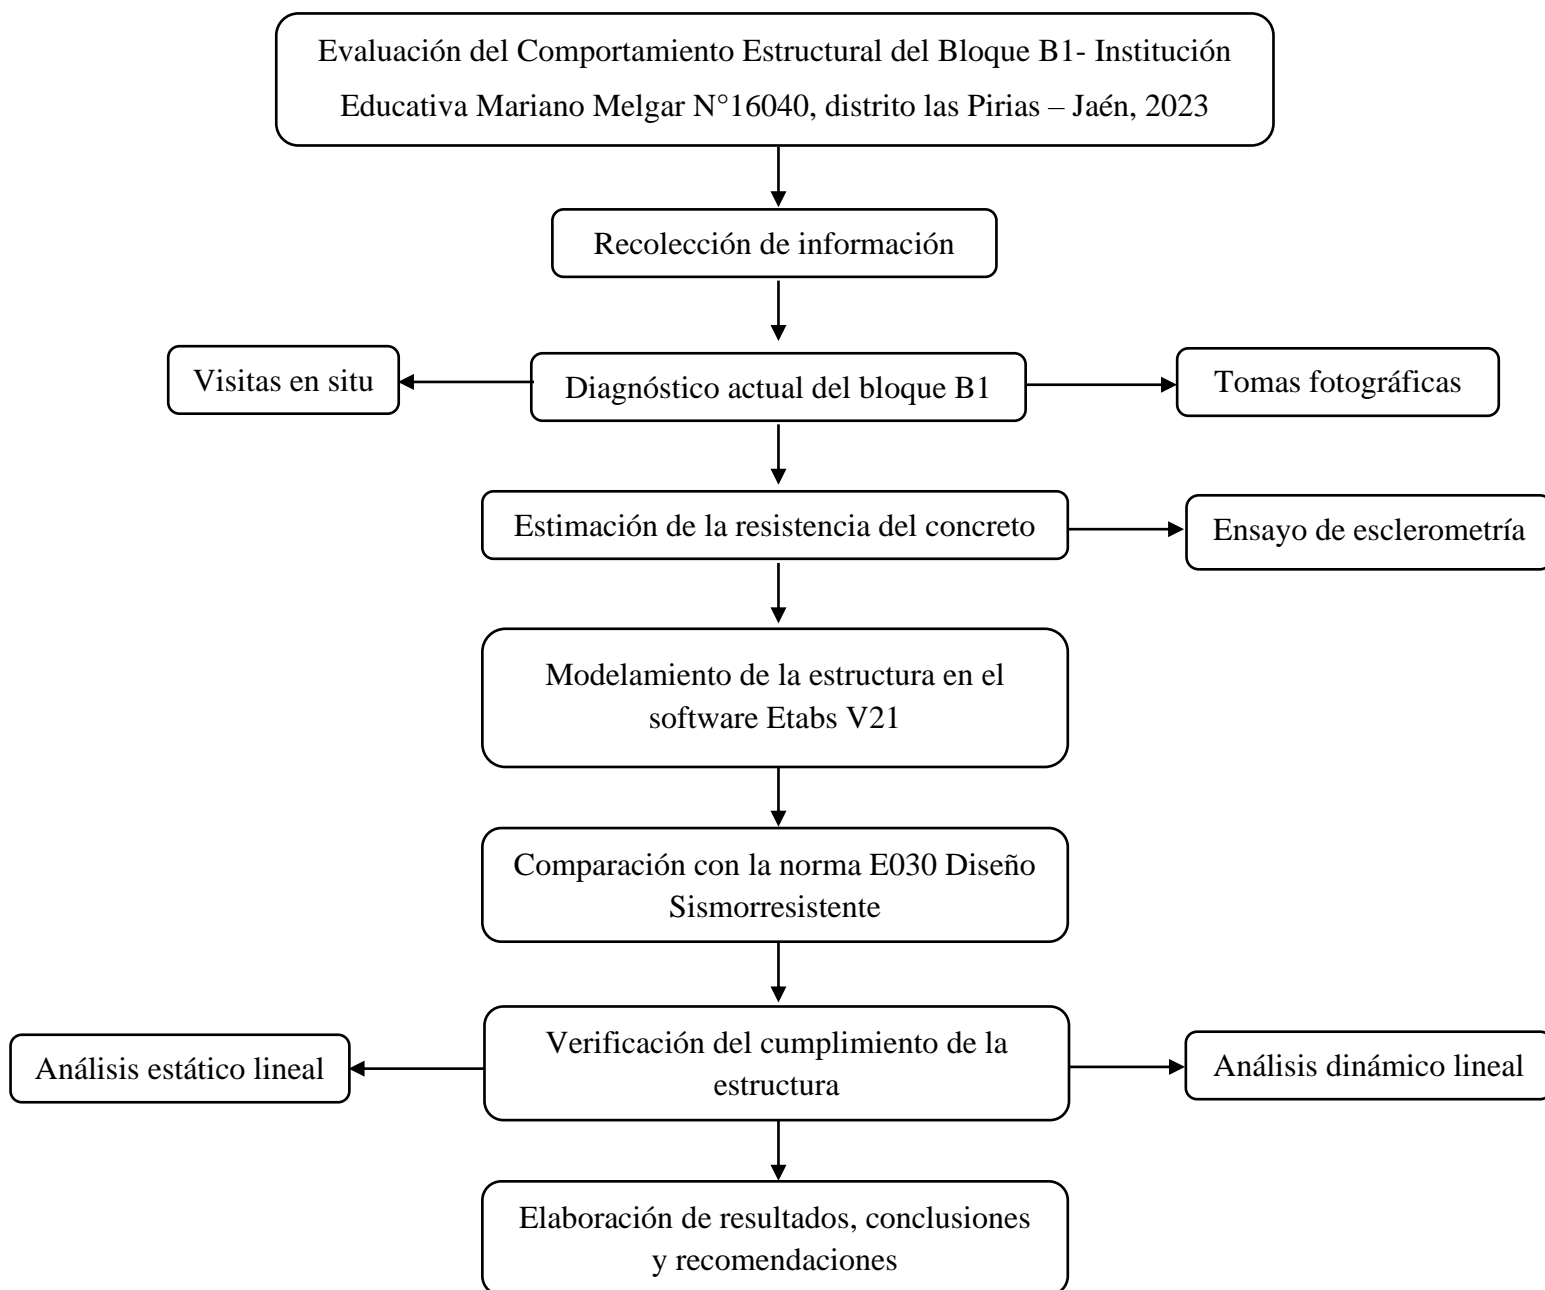 Evaluación del Comportamiento Estructural del Bloque B1- Institución
Educativa Mariano Melgar N°16040, distrito las Pirias – Jaén, 2023
Recolección de información
Visitas en situ
Diagnóstico actual del bloque B1
Tomas fotográficas
Estimación de la resistencia del concreto
Ensayo de esclerometría
Modelamiento de la estructura en el
software Etabs V21
Comparación con la norma E030 Diseño
Sismorresistente
Análisis estático lineal
Verificación del cumplimiento de la
estructura
Análisis dinámico lineal
Elaboración de resultados, conclusiones
y recomendaciones